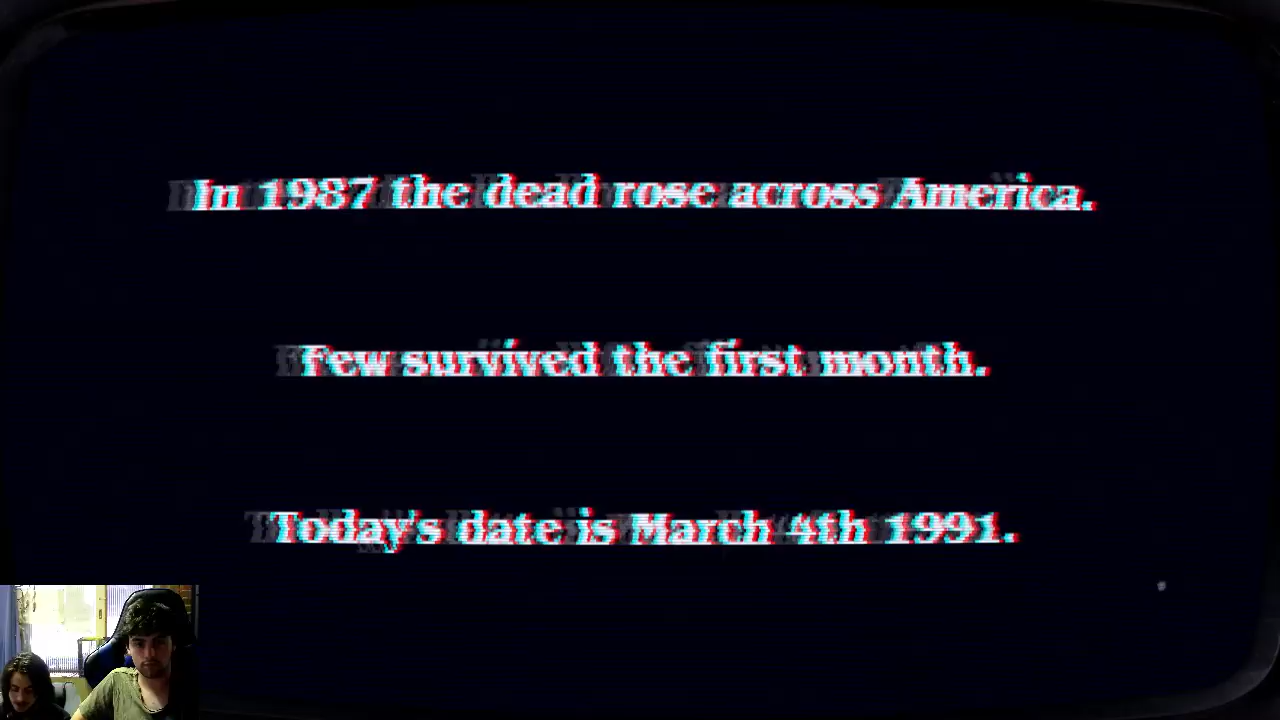 In 1987 the dead rose across America.
Few survived the first month.
Today's date is March 4th 1991.